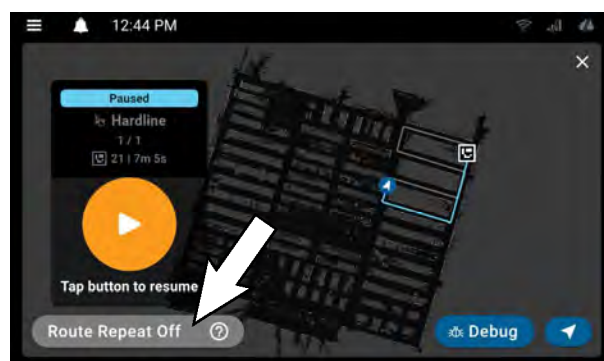 12:44 PM
Paused
Hardline
1/1
21 | 7m 5s
Tap button to resume
Route Repeat Off
Debug